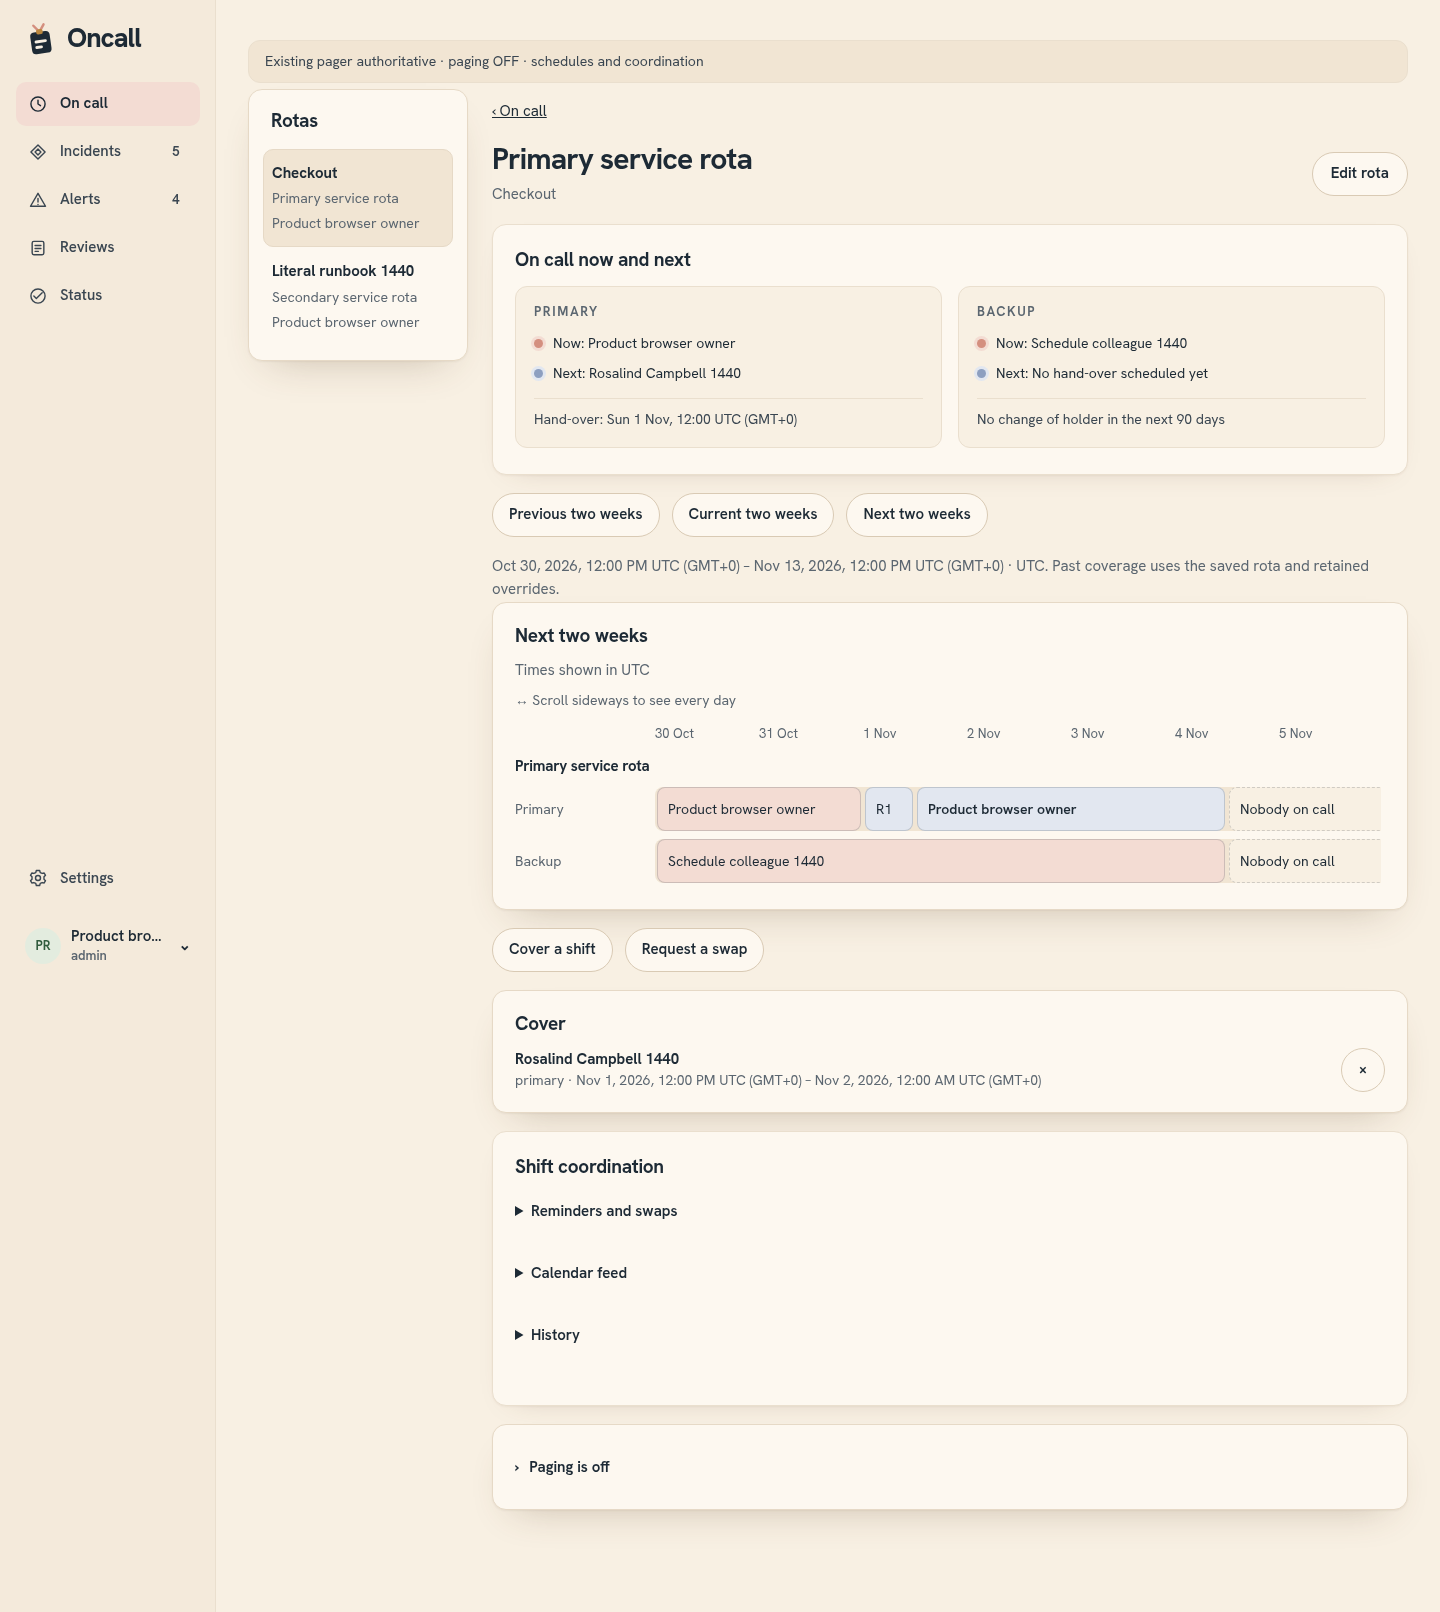 Oncall
On call
Incidents 5
Alerts 4
Reviews
Status
Settings
PR
Product bro...
admin
Existing pager authoritative · paging OFF · schedules and coordination
Rotas
Checkout
Primary service rota
Product browser owner
Literal runbook 1440
Secondary service rota
Product browser owner
‹ On call
Primary service rota
Checkout
Edit rota
On call now and next
PRIMARY
Now: Product browser owner
Next: Rosalind Campbell 1440
Hand-over: Sun 1 Nov, 12:00 UTC (GMT+0)
BACKUP
Now: Schedule colleague 1440
Next: No hand-over scheduled yet
No change of holder in the next 90 days
Previous two weeks
Current two weeks
Next two weeks
Oct 30, 2026, 12:00 PM UTC (GMT+0) – Nov 13, 2026, 12:00 PM UTC (GMT+0) · UTC. Past coverage uses the saved rota and retained
overrides.
Next two weeks
Times shown in UTC
↔ Scroll sideways to see every day
30 Oct 31 Oct 1 Nov 2 Nov 3 Nov 4 Nov 5 Nov
Primary service rota
Primary Product browser owner R1 Product browser owner Nobody on call
Backup Schedule colleague 1440 Nobody on call
Cover a shift
Request a swap
Cover
Rosalind Campbell 1440
primary · Nov 1, 2026, 12:00 PM UTC (GMT+0) – Nov 2, 2026, 12:00 AM UTC (GMT+0)
×
Shift coordination
▶ Reminders and swaps
▶ Calendar feed
▶ History
› Paging is off